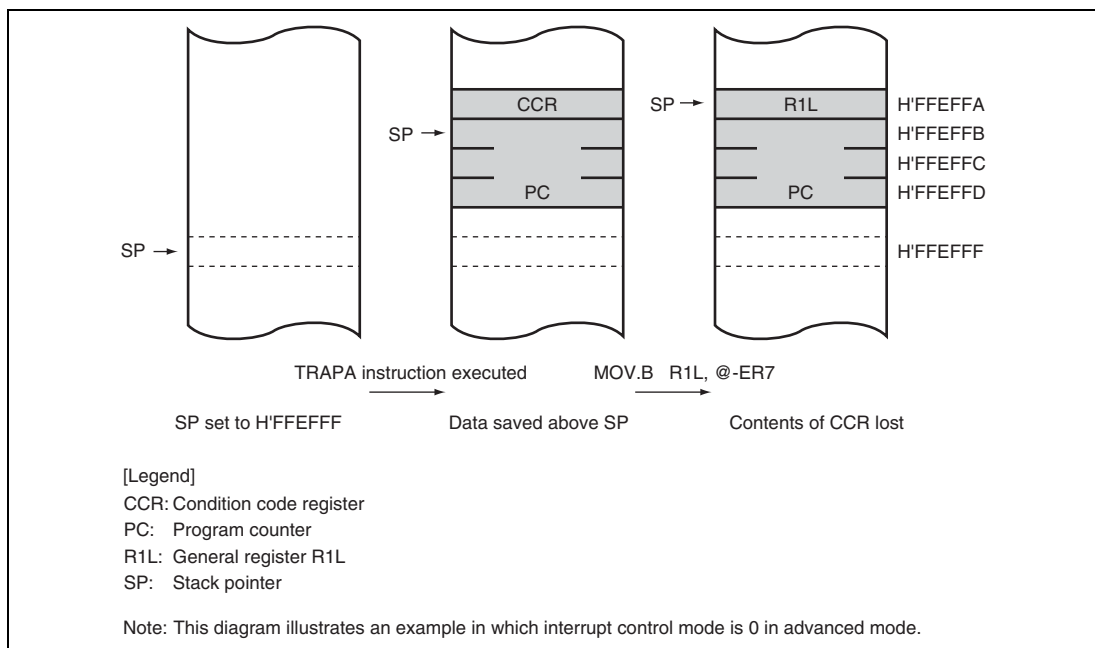 CCR
SP
R1L
H'FFEFFA
SP
H'FFEFFB
H'FFEFFC
PC
PC
H'FFEFFD
SP
H'FFEFFF
TRAPA instruction executed
MOV.B R1L, @-ER7
SP set to H'FFEFFF
Data saved above SP
Contents of CCR lost
[Legend]
CCR: Condition code register
PC: Program counter
R1L: General register R1L
SP: Stack pointer
Note: This diagram illustrates an example in which interrupt control mode is 0 in advanced mode.